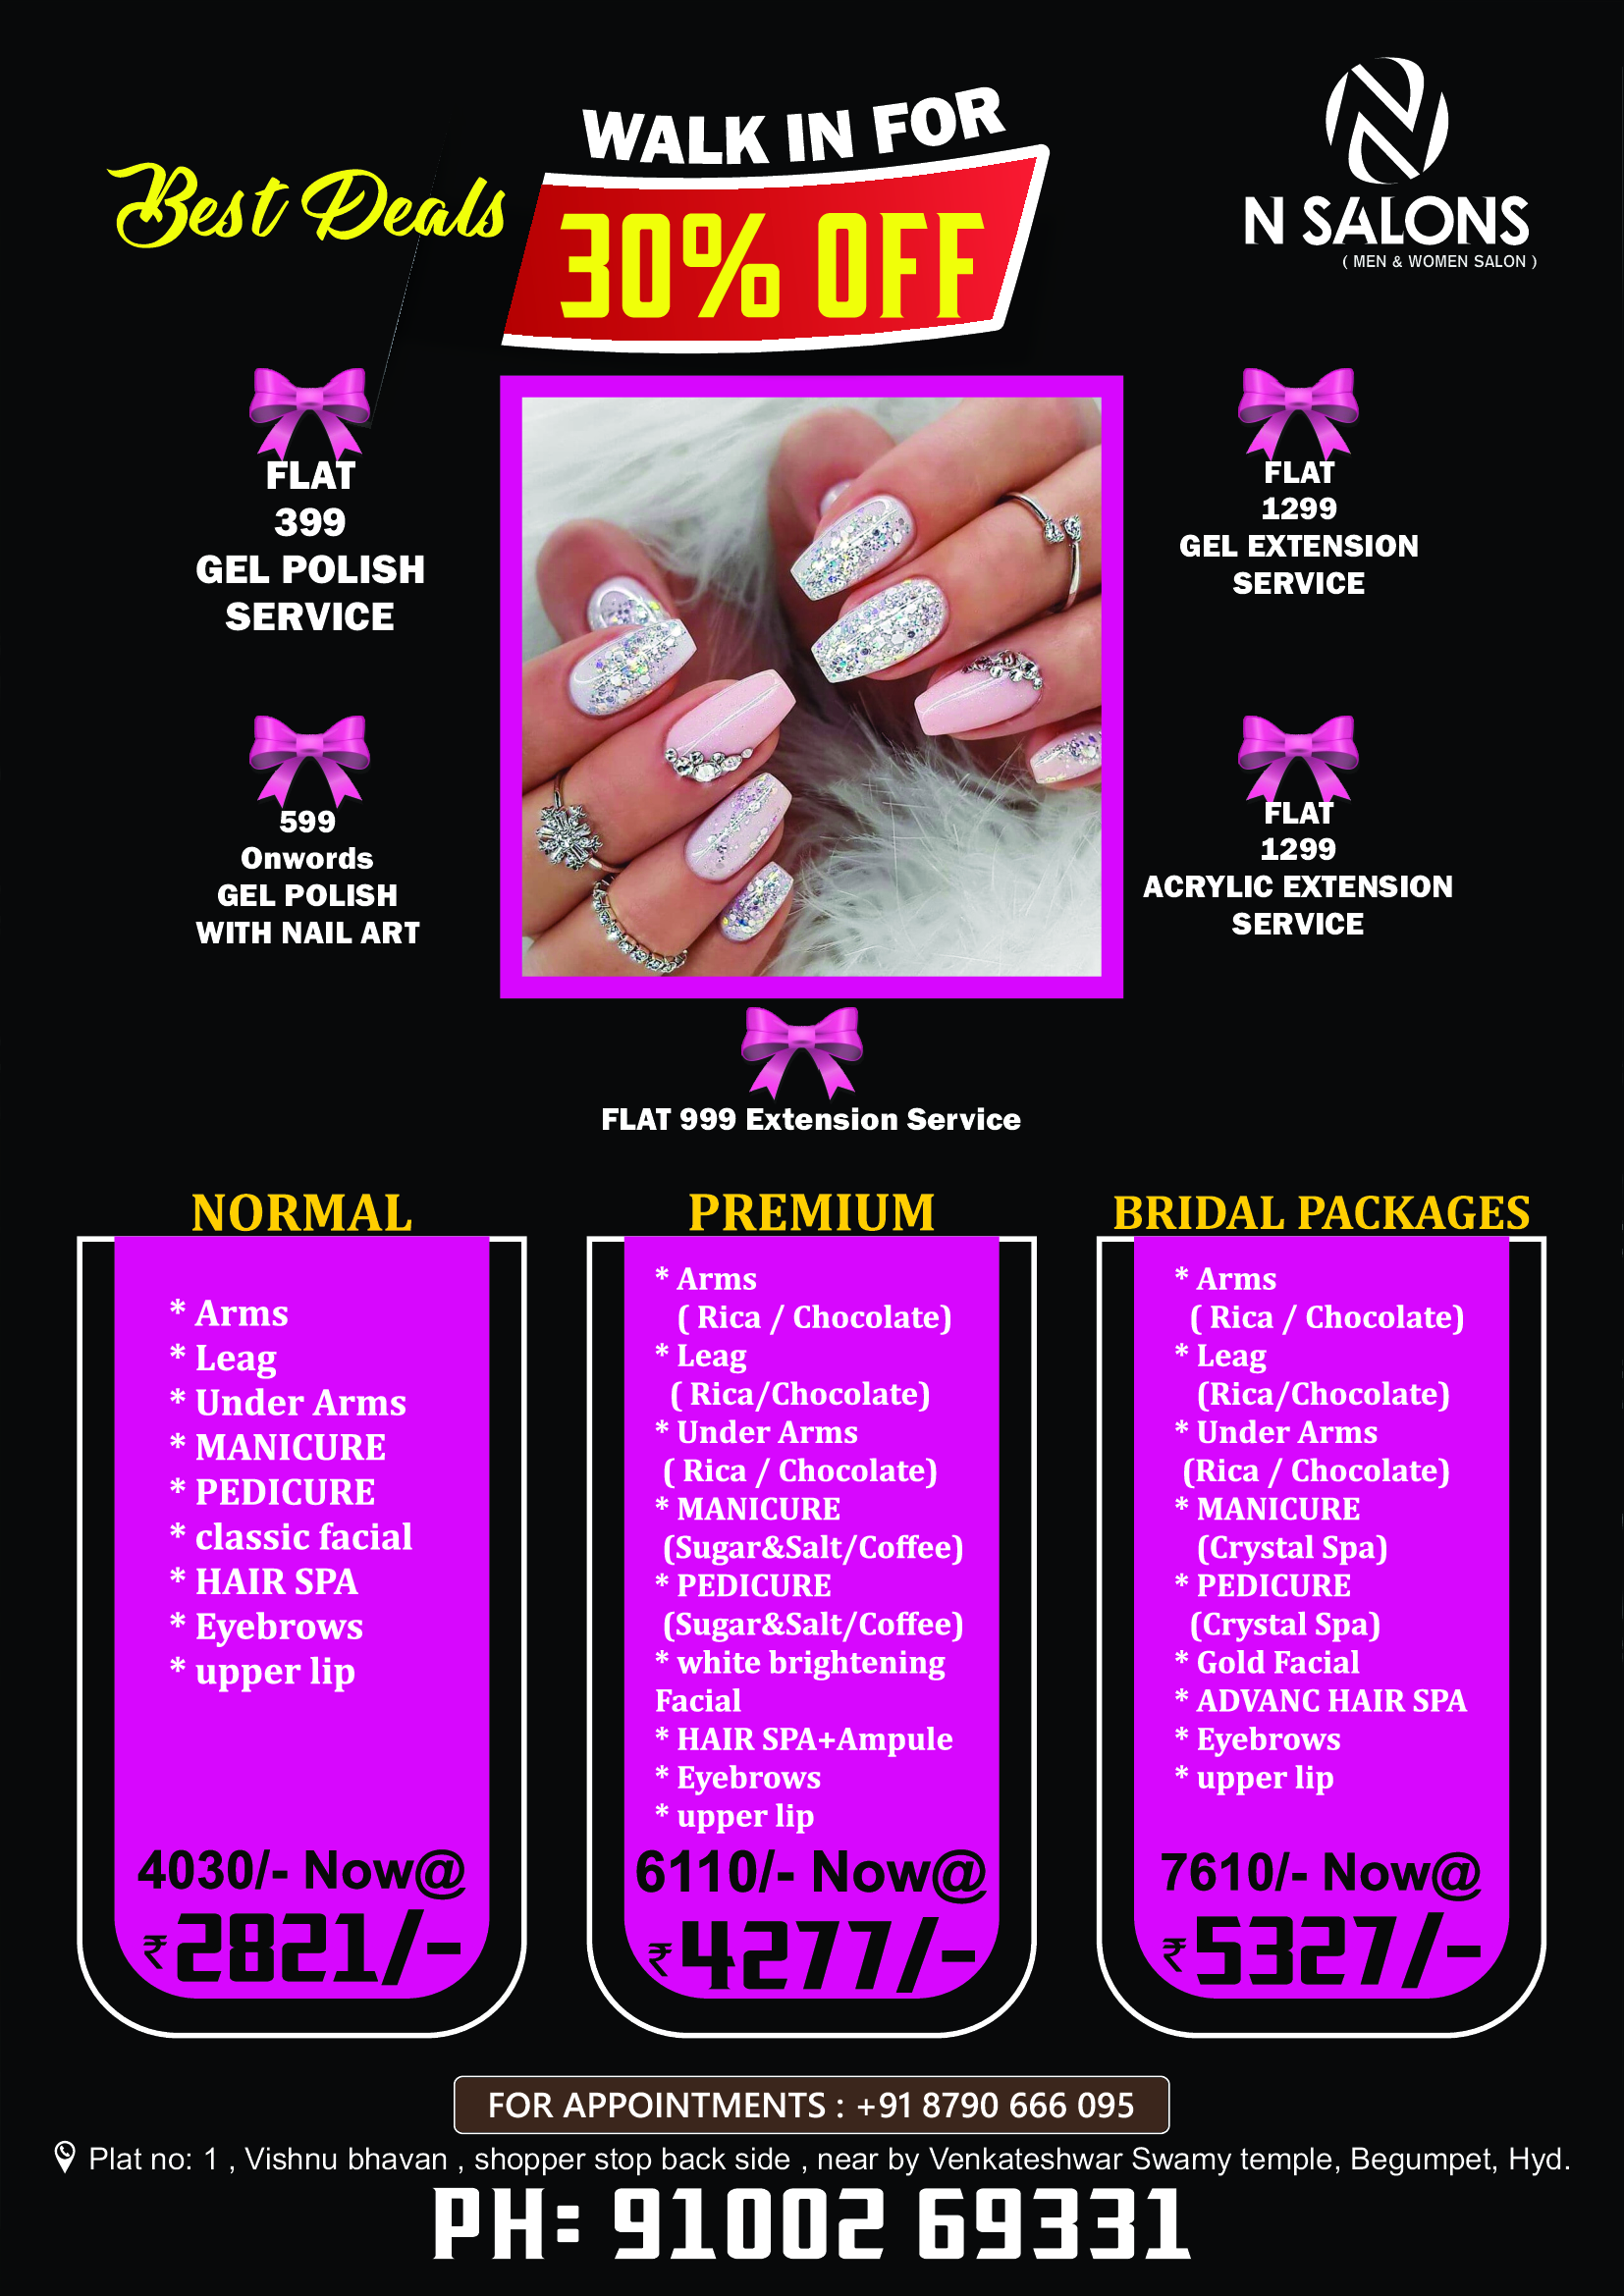 WALK IN FOR
Best Deals
30% OFF
N SALONS
( MEN & WOMEN SALON )
FLAT
399
GEL POLISH
SERVICE
FLAT
1299
GEL EXTENSION
SERVICE
599
Onwords
GEL POLISH
WITH NAIL ART
FLAT
1299
ACRYLIC EXTENSION
SERVICE
FLAT 999 Extension Service
NORMAL
* Arms
* Leag
* Under Arms
* MANICURE
* PEDICURE
* classic facial
* HAIR SPA
* Eyebrows
* upper lip
4030/- Now@
₹2821/-
PREMIUM
* Arms
( Rica / Chocolate)
* Leag
( Rica/Chocolate)
* Under Arms
( Rica / Chocolate)
* MANICURE
(Sugar&Salt/Coffee)
* PEDICURE
(Sugar&Salt/Coffee)
* white brightening
Facial
* HAIR SPA+Ampule
* Eyebrows
* upper lip
6110/- Now@
₹4277/-
BRIDAL PACKAGES
* Arms
( Rica / Chocolate)
* Leag
(Rica/Chocolate)
* Under Arms
(Rica / Chocolate)
* MANICURE
(Crystal Spa)
* PEDICURE
(Crystal Spa)
* Gold Facial
* ADVANC HAIR SPA
* Eyebrows
* upper lip
7610/- Now@
₹5327/-
FOR APPOINTMENTS : +91 8790 666 095
Plat no: 1 , Vishnu bhavan , shopper stop back side , near by Venkateshwar Swamy temple, Begumpet, Hyd.
PH: 91002 69331